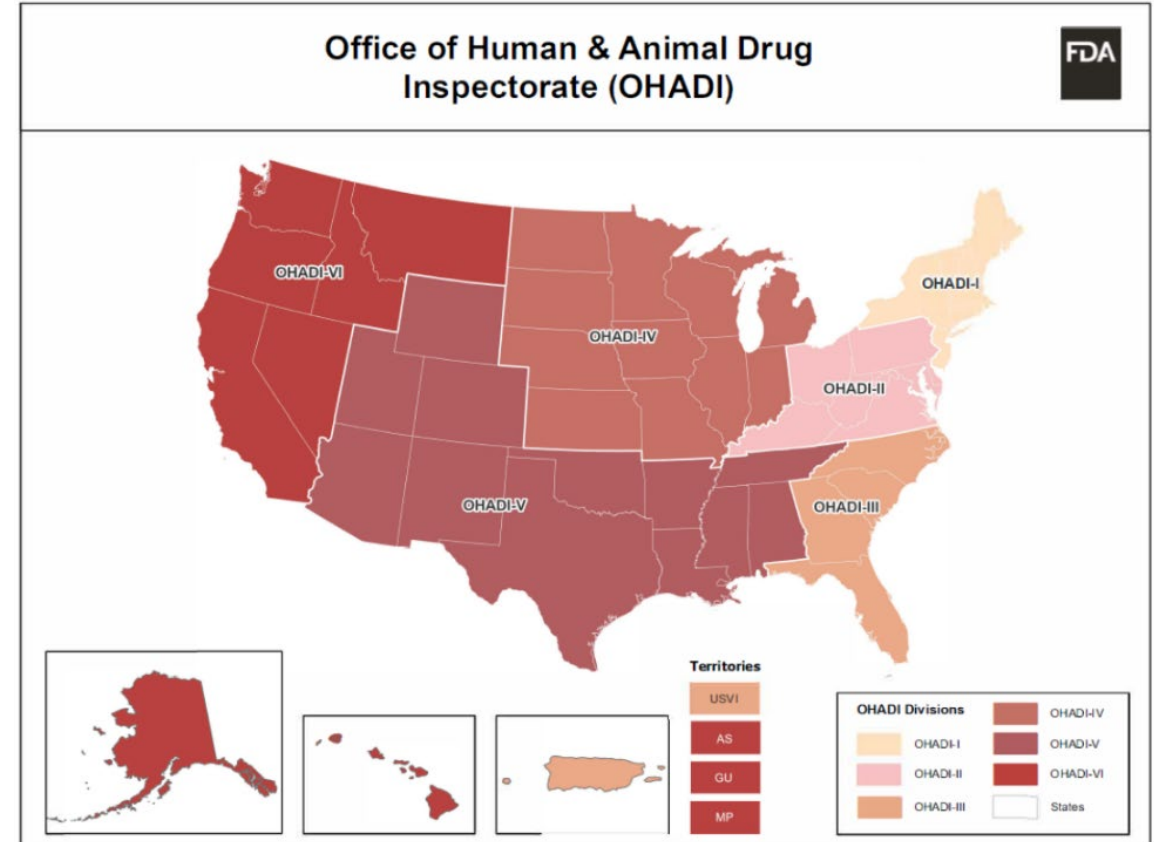 Office of Human & Animal Drug
Inspectorate (OHADI)
FDA
OHADI-VI
OHADI-I
OHADI-IV
OHADI-II
OHADI-V
OHADI-III
Territories
USVI
AS
GU
MP
OHADI Divisions
OHADI-I
OHADI-II
OHADI-III
OHADI-IV
OHADI-V
OHADI-VI
States